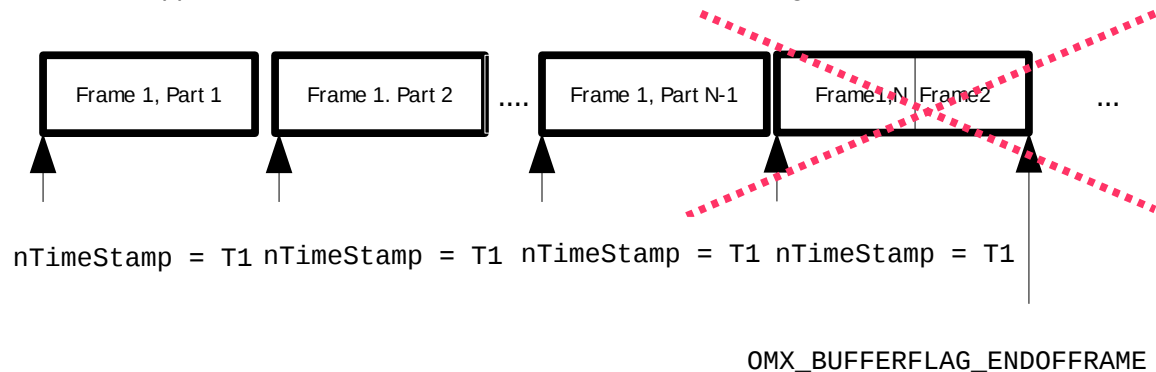 Frame 1, Part 1
Frame 1. Part 2
....
Frame 1, Part N-1
Frame1,N
Frame2
...
nTimeStamp = T1
nTimeStamp = T1
nTimeStamp = T1
nTimeStamp = T1
OMX_BUFFERFLAG_ENDOFFRAME